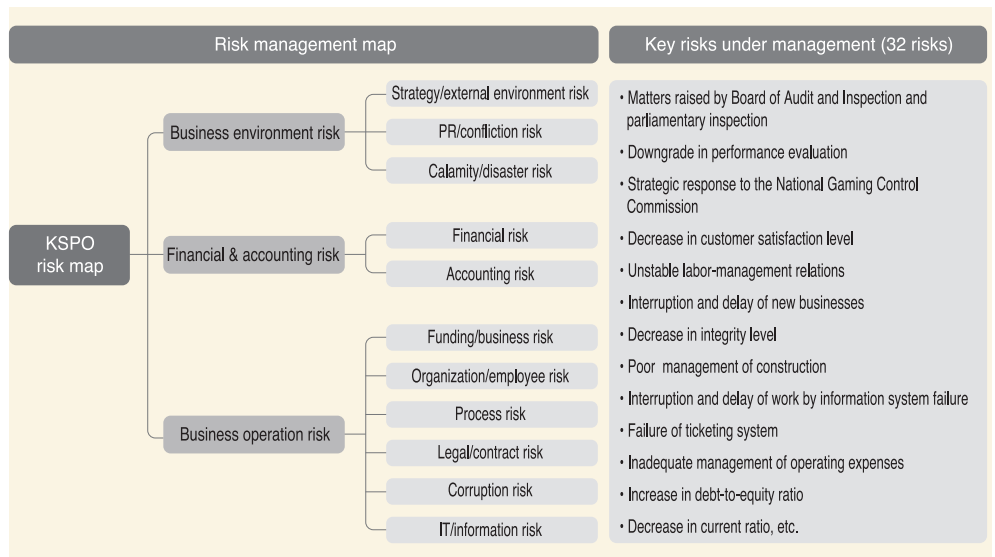 Risk management map
Key risks under management (32 risks)
KSPO
risk map
Business environment risk
Strategy/external environment risk
PR/confliction risk
Calamity/disaster risk
Financial & accounting risk
Financial risk
Accounting risk
Business operation risk
Funding/business risk
Organization/employee risk
Process risk
Legal/contract risk
Corruption risk
IT/information risk
• Matters raised by Board of Audit and Inspection and
parliamentary inspection
• Downgrade in performance evaluation
• Strategic response to the National Gaming Control
Commission
• Decrease in customer satisfaction level
• Unstable labor-management relations
• Interruption and delay of new businesses
• Decrease in integrity level
• Poor management of construction
• Interruption and delay of work by information system failure
• Failure of ticketing system
• Inadequate management of operating expenses
• Increase in debt-to-equity ratio
• Decrease in current ratio, etc.